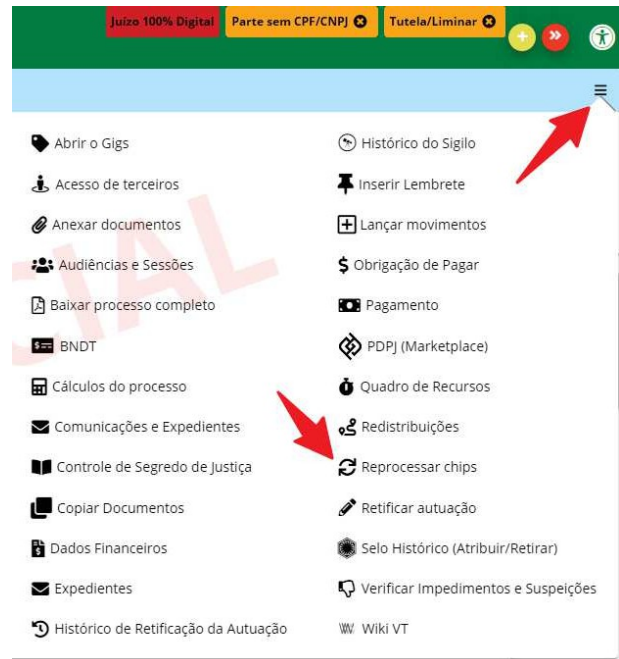 Juízo 100% Digital Parte sem CPF/CNPJ Tutela/Liminar
Abrir o Gigs
Acesso de terceiros
Anexar documentos
Audiências e Sessões
Baixar processo completo
BNDT
Cálculos do processo
Comunicações e Expedientes
Controle de Segredo de Justiça
Copiar Documentos
Dados Financeiros
Expedientes
Histórico de Retificação da Autuação
Histórico do Sigilo
Inserir Lembrete
Lançar movimentos
Obrigação de Pagar
Pagamento
PDPJ (Marketplace)
Quadro de Recursos
Redistribuições
Reprocessar chips
Retificar autuação
Selo Histórico (Atribuir/Retirar)
Verificar Impedimentos e Suspeições
Wiki VT
CIAL